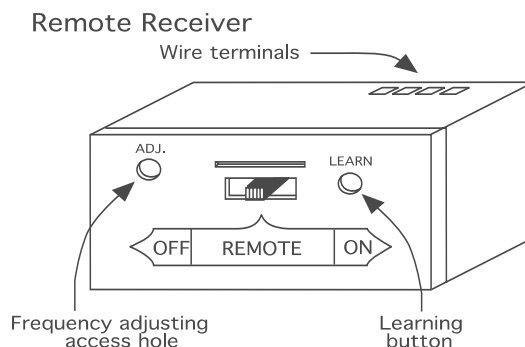 Remote Receiver
Wire terminals
ADJ.
LEARN
OFF REMOTE ON
Frequency adjusting
access hole
Learning
button